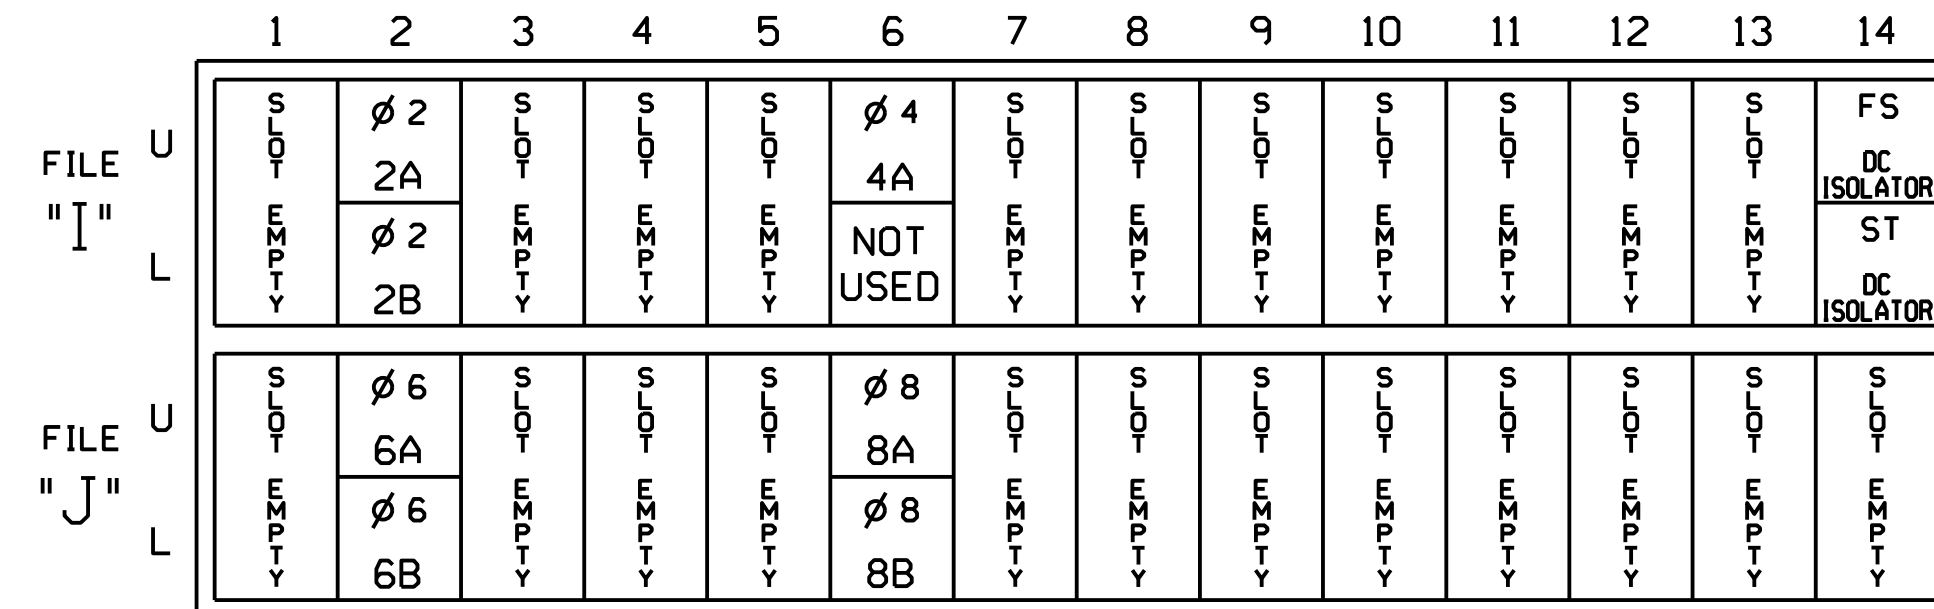 1 2 3 4 5 6 7 8 9 10 11 12 13 14
FILE "I"
U
L
SLOT EMPTY
ø 2
2A
ø 2
2B
SLOT EMPTY
SLOT EMPTY
SLOT EMPTY
ø 4
4A
NOT
USED
SLOT EMPTY
SLOT EMPTY
SLOT EMPTY
SLOT EMPTY
SLOT EMPTY
SLOT EMPTY
SLOT EMPTY
FS
DC
ISOLATOR
ST
DC
ISOLATOR
FILE "J"
U
L
SLOT EMPTY
ø 6
6A
ø 6
6B
SLOT EMPTY
SLOT EMPTY
SLOT EMPTY
ø 8
8A
ø 8
8B
SLOT EMPTY
SLOT EMPTY
SLOT EMPTY
SLOT EMPTY
SLOT EMPTY
SLOT EMPTY
SLOT EMPTY
SLOT EMPTY